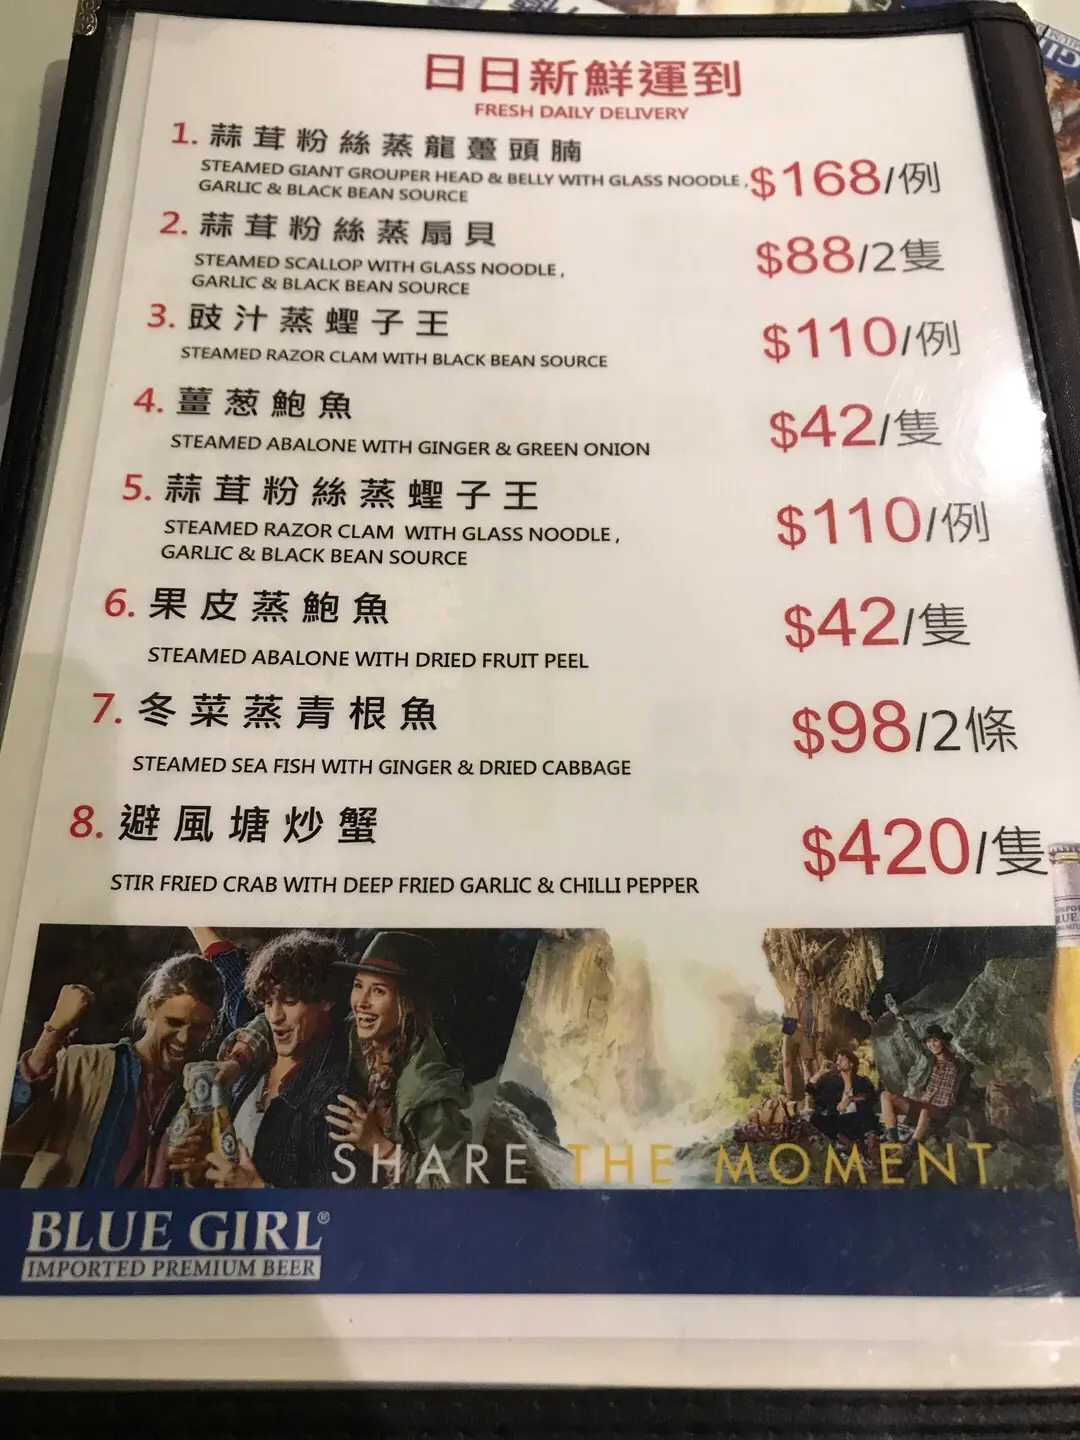 日日新鮮運到
FRESH DAILY DELIVERY
1. 蒜茸粉絲蒸龍躉頭腩
STEAMED GIANT GROUPER HEAD & BELLY WITH GLASS NOODLE,
GARLIC & BLACK BEAN SOURCE
$168/例
2. 蒜茸粉絲蒸扇貝
STEAMED SCALLOP WITH GLASS NOODLE,
GARLIC & BLACK BEAN SOURCE
$88/2隻
3. 豉汁蒸蟶子王
STEAMED RAZOR CLAM WITH BLACK BEAN SOURCE
$110/例
4. 薑葱鮑魚
STEAMED ABALONE WITH GINGER & GREEN ONION
$42/隻
5. 蒜茸粉絲蒸蟶子王
STEAMED RAZOR CLAM WITH GLASS NOODLE,
GARLIC & BLACK BEAN SOURCE
$110/例
6. 果皮蒸鮑魚
STEAMED ABALONE WITH DRIED FRUIT PEEL
$42/隻
7. 冬菜蒸青根魚
STEAMED SEA FISH WITH GINGER & DRIED CABBAGE
$98/2條
8. 避風塘炒蟹
STIR FRIED CRAB WITH DEEP FRIED GARLIC & CHILLI PEPPER
$420/隻
SHARE THE MOMENT
BLUE GIRL®
IMPORTED PREMIUM BEER